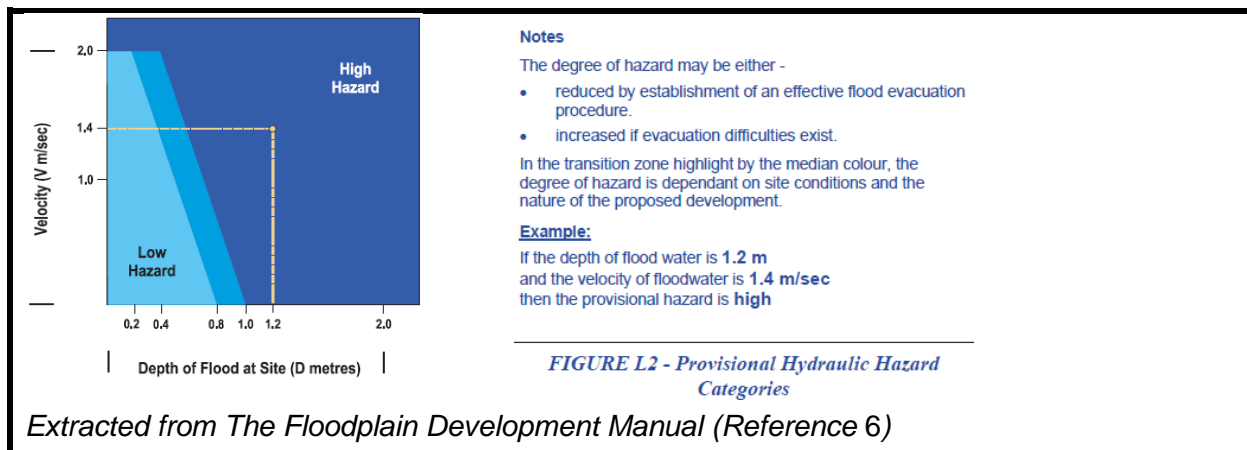 2.0
1.4
1.0
Velocity (V m/sec)
High
Hazard
Low
Hazard
0.2 0.4 0.8 1.0 1.2 2.0
Depth of Flood at Site (D metres)
Notes
The degree of hazard may be either -
• reduced by establishment of an effective flood evacuation
procedure.
• increased if evacuation difficulties exist.
In the transition zone highlight by the median colour, the
degree of hazard is dependant on site conditions and the
nature of the proposed development.
Example:
If the depth of flood water is 1.2 m
and the velocity of floodwater is 1.4 m/sec
then the provisional hazard is high
FIGURE L2 - Provisional Hydraulic Hazard
Categories
Extracted from The Floodplain Development Manual (Reference 6)